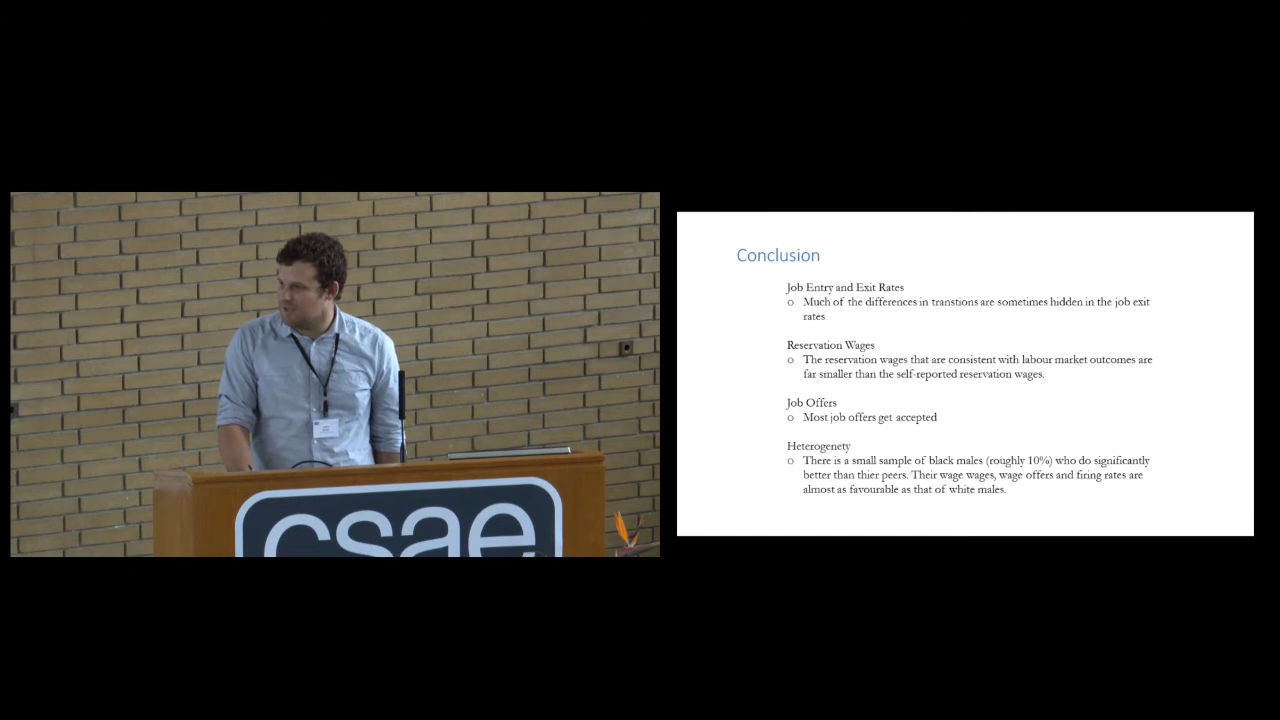 csae
Conclusion
Job Entry and Exit Rates
o Much of the differences in transtions are sometimes hidden in the job exit
rates
Reservation Wages
o The reservation wages that are consistent with labour market outcomes are
far smaller than the self-reported reservation wages.
Job Offers
o Most job offers get accepted
Heterogenety
o There is a small sample of black males (roughly 10%) who do significantly
better than thier peers. Their wage wages, wage offers and firing rates are
almost as favourable as that of white males.